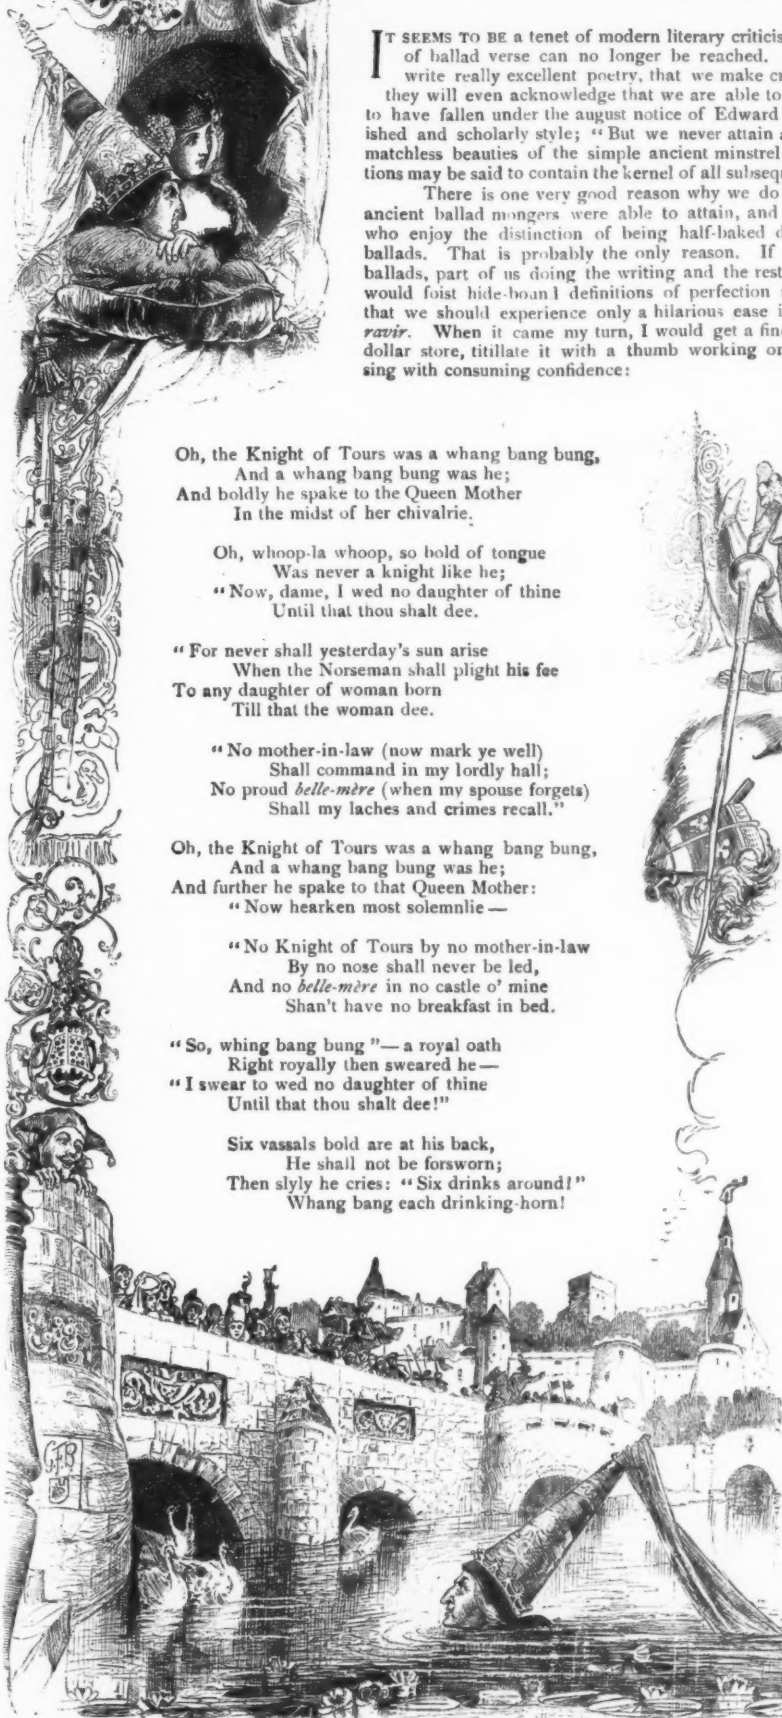 IT SEEMS TO BE a tenet of modern literary criticis
of ballad verse can no longer be reached.
write really excellent poetry, that we make cr
they will even acknowledge that we are able to
to have fallen under the august notice of Edward
ished and scholarly style; "But we never attain a
matchless beauties of the simple ancient minstrel
tions may be said to contain the kernel of all subseq
There is one very good reason why we do
ancient ballad mongers were able to attain, and
who enjoy the distinction of being half-baked d
ballads. That is probably the only reason. If
ballads, part of us doing the writing and the rest
would foist hide-bound definitions of perfection
that we should experience only a hilarious ease i
ravir. When it came my turn, I would get a fine
dollar store, titillate it with a thumb working or
sing with consuming confidence:
Oh, the Knight of Tours was a whang bang bung,
And a whang bang bung was he;
And boldly he spake to the Queen Mother
In the midst of her chivalrie.
Oh, whoop-la whoop, so bold of tongue
Was never a knight like he;
"Now, dame, I wed no daughter of thine
Until that thou shalt dee.
"For never shall yesterday's sun arise
When the Norseman shall plight his fee
To any daughter of woman born
Till that the woman dee.
"No mother-in-law (now mark ye well)
Shall command in my lordly hall;
No proud belle-mère (when my spouse forgets)
Shall my laches and crimes recall."
Oh, the Knight of Tours was a whang bang bung,
And a whang bang bung was he;
And further he spake to that Queen Mother:
"Now hearken most solemnlie—
"No Knight of Tours by no mother-in-law
By no nose shall never be led,
And no belle-mère in no castle o' mine
Shan't have no breakfast in bed.
"So, whing bang bung"—a royal oath
Right royally then sweared he—
"I swear to wed no daughter of thine
Until that thou shalt dee!"
Six vassals bold are at his back,
He shall not be forsworn;
Then slyly he cries: "Six drinks around!"
Whang bang each drinking-horn!